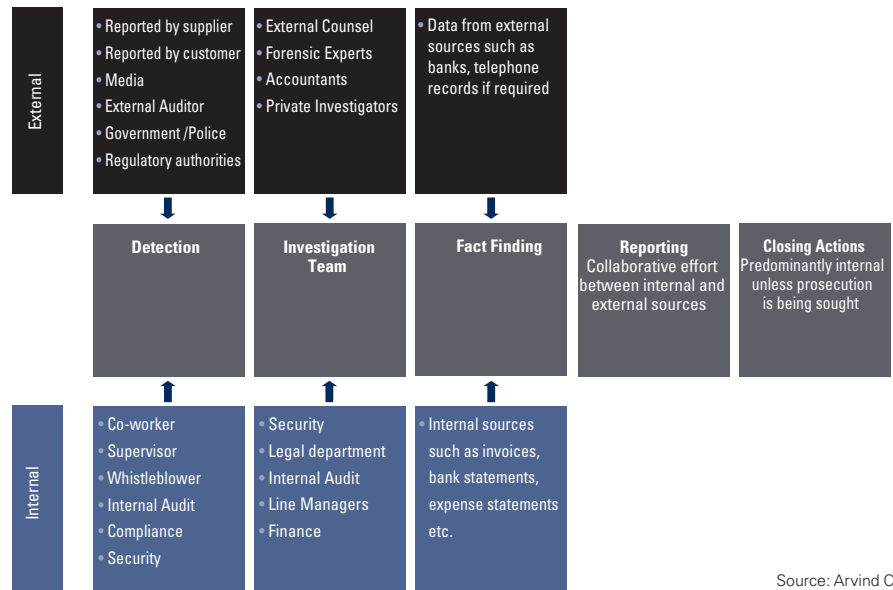 External
• Reported by supplier
• Reported by customer
• Media
• External Auditor
• Government /Police
• Regulatory authorities
• External Counsel
• Forensic Experts
• Accountants
• Private Investigators
• Data from external
sources such as
banks, telephone
records if required
Detection
Investigation
Team
Fact Finding
Reporting
Collaborative effort
between internal and
external sources
Closing Actions
Predominantly internal
unless prosecution
is being sought
Internal
• Co-worker
• Supervisor
• Whistleblower
• Internal Audit
• Compliance
• Security
• Security
• Legal department
• Internal Audit
• Line Managers
• Finance
• Internal sources
such as invoices,
bank statements,
expense statements
etc.
Source: Arvind C